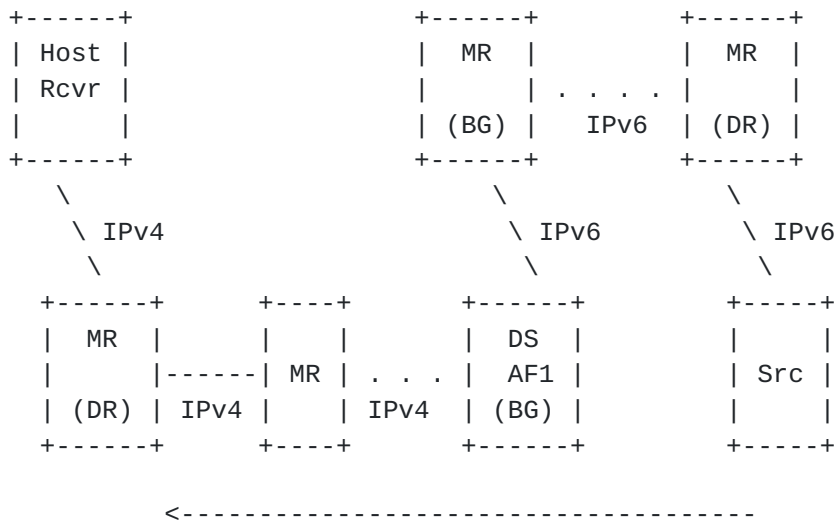 +------+ +------+ +------+
| Host | | MR | | MR |
| Rcvr | | | . . . . | |
| | | (BG) | IPv6 | (DR) |
+------+ +------+ +------+
\ \ \
\ IPv4 \ IPv6 \ IPv6
\ \ \
+------+ +----+ +------+ +-----+
| MR | | | | DS | | |
| |------| MR | . . . | AF1 | | Src |
| (DR) | IPv4 | | IPv4 | (BG) | | |
+------+ +----+ +------+ +-----+
<-------------------------------------